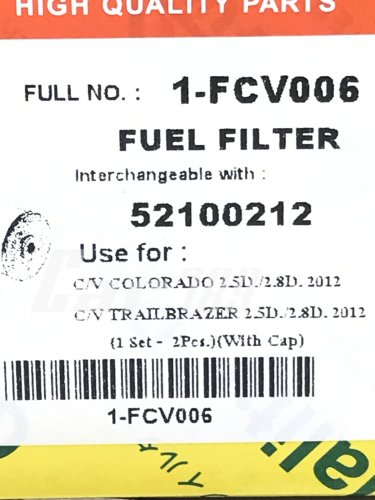 HIGH QUALITY PARTS
FULL NO. : 1-FCV006
FUEL FILTER
Interchangeable with :
52100212
Use for :
C/V COLORADO 2.5D./2.8D. 2012
C/V TRAILBRAZER 2.5D./2.8D. 2012
(1 Set - 2Pcs.)(With Cap)
1-FCV006